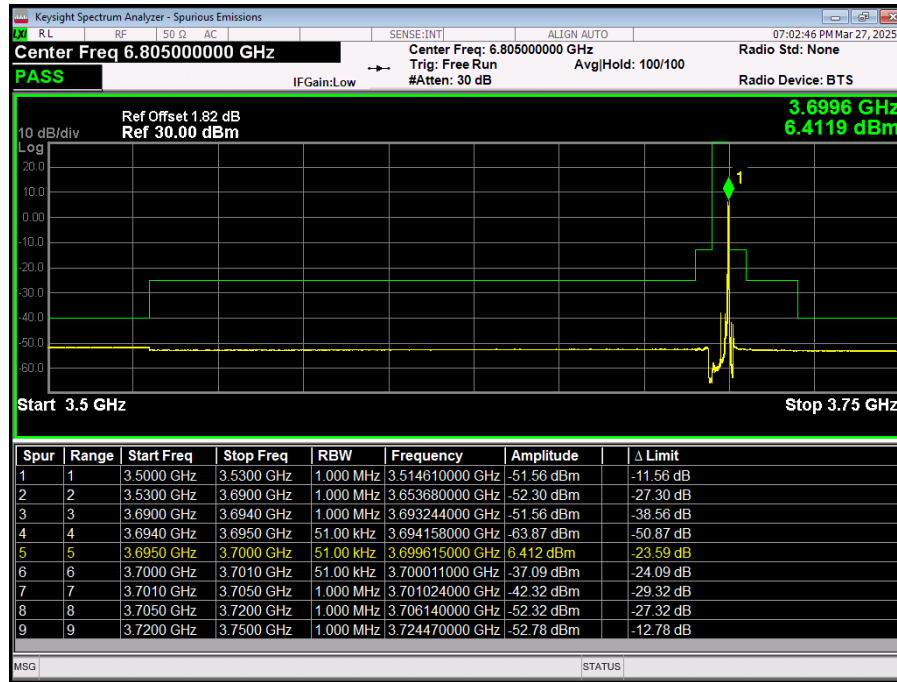 Keysight Spectrum Analyzer - Spurious Emissions
LXI RL RF 50 Ω AC SENSE:INT ALIGN AUTO 07:02:46 PM Mar 27, 2025
Center Freq 6.805000000 GHz Center Freq: 6.805000000 GHz Radio Std: None
Trig: Free Run Avg|Hold: 100/100
PASS IFGain:Low #Atten: 30 dB Radio Device: BTS
3.6996 GHz
Ref Offset 1.82 dB
10 dB/div Ref 30.00 dBm 6.4119 dBm
Log
20.0
1
10.0
0.00
-10.0
-20.0
-30.0
-40.0
-50.0
-60.0
Start 3.5 GHz Stop 3.75 GHz
Spur Range Start Freq Stop Freq RBW Frequency Amplitude Δ Limit
1 1 3.5000 GHz 3.5300 GHz 1.000 MHz 3.514610000 GHz -51.56 dBm -11.56 dB
2 2 3.5300 GHz 3.6900 GHz 1.000 MHz 3.653680000 GHz -52.30 dBm -27.30 dB
3 3 3.6900 GHz 3.6940 GHz 1.000 MHz 3.693244000 GHz -51.56 dBm -38.56 dB
4 4 3.6940 GHz 3.6950 GHz 51.00 kHz 3.694158000 GHz -63.87 dBm -50.87 dB
5 5 3.6950 GHz 3.7000 GHz 51.00 kHz 3.699615000 GHz 6.412 dBm -23.59 dB
6 6 3.7000 GHz 3.7010 GHz 51.00 kHz 3.700011000 GHz -37.09 dBm -24.09 dB
7 7 3.7010 GHz 3.7050 GHz 1.000 MHz 3.701024000 GHz -42.32 dBm -29.32 dB
8 8 3.7050 GHz 3.7200 GHz 1.000 MHz 3.706140000 GHz -52.32 dBm -27.32 dB
9 9 3.7200 GHz 3.7500 GHz 1.000 MHz 3.724470000 GHz -52.78 dBm -12.78 dB
MSG STATUS